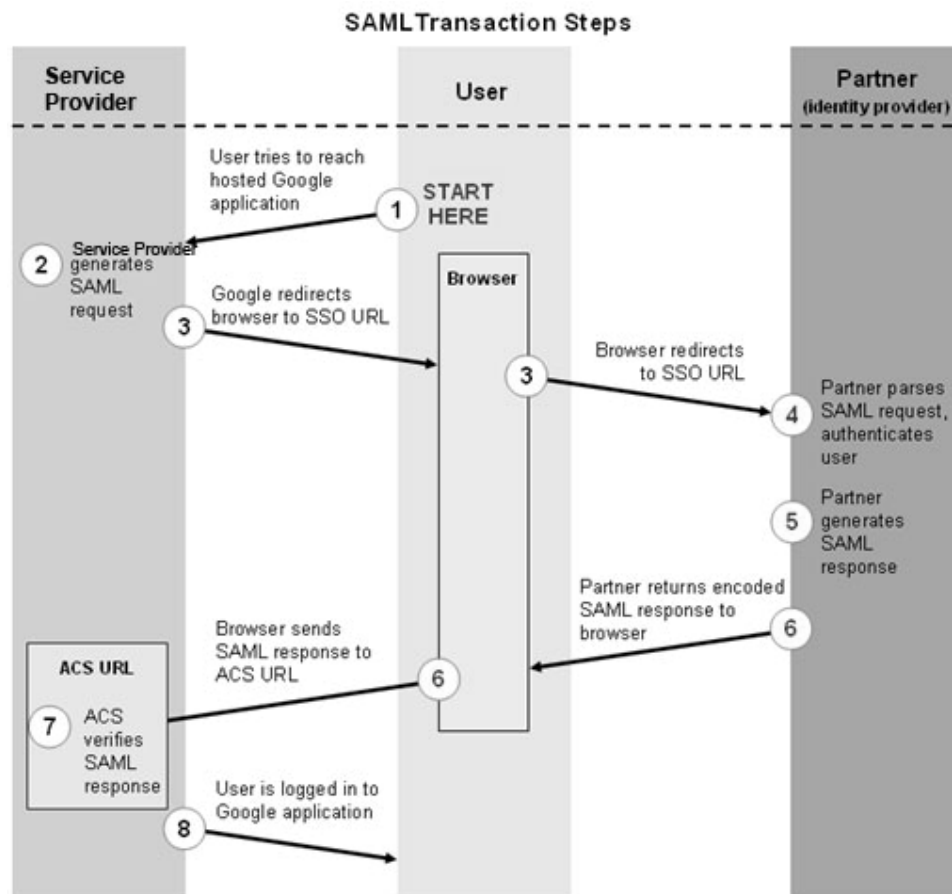 SAML Transaction Steps
Service
Provider
User
Partner
(identity provider)
User tries to reach
hosted Google
application
1
START
HERE
2
Service Provider
generates
SAML
request
Browser
3
Google redirects
browser to SSO URL
3
Browser redirects
to SSO URL
4
Partner parses
SAML request,
authenticates
user
5
Partner
generates
SAML
response
Partner returns encoded
SAML response to
browser
6
Browser sends
SAML response to
ACS URL
6
ACS URL
7
ACS
verifies
SAML
response
8
User is logged in to
Google application